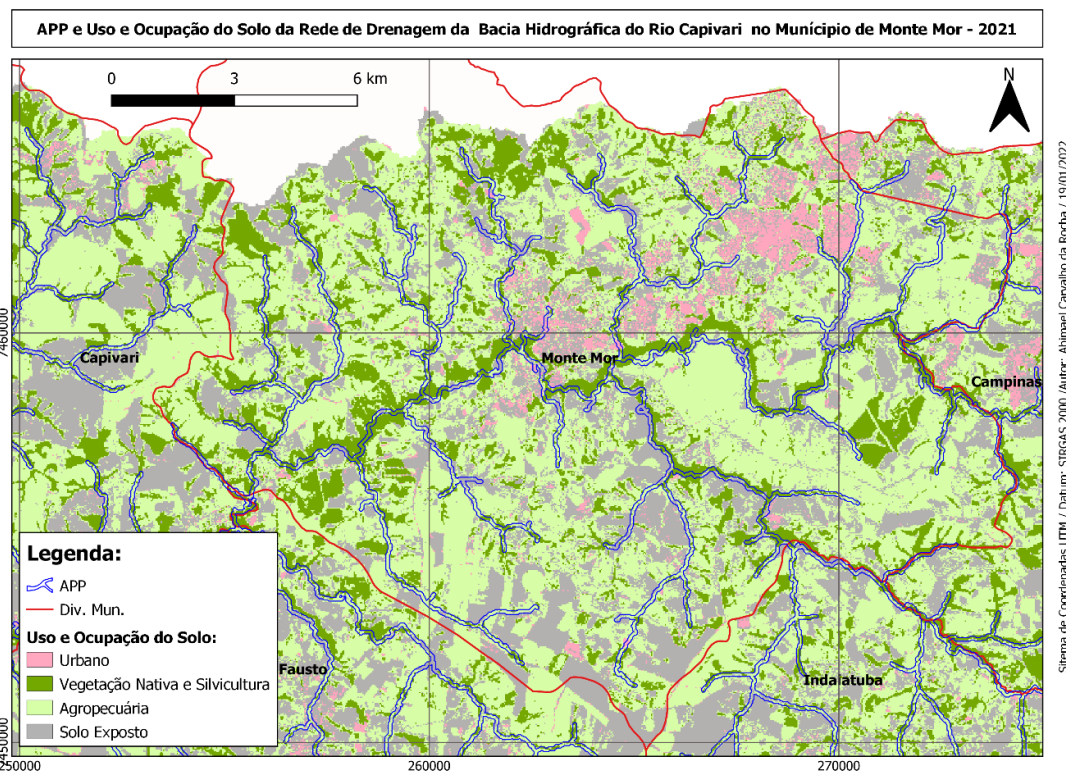 APP e Uso e Ocupação do Solo da Rede de Drenagem da Bacia Hidrográfica do Rio Capivari no Munícipio de Monte Mor - 2021
0 3 6 km
N
7460000
Capivari
Monte Mor
Campinas
Legenda:
APP
Div. Mun.
Uso e Ocupação do Solo:
Urbano
Vegetação Nativa e Silvicultura
Agropecuária
Solo Exposto
Fausto
Indaiatuba
450000
250000 260000 270000
Sitema de Coordenadas UTM / Datum: SIRGAS 2000 /Autor: Abimael Carvalho da Rocha / 19/01/2022